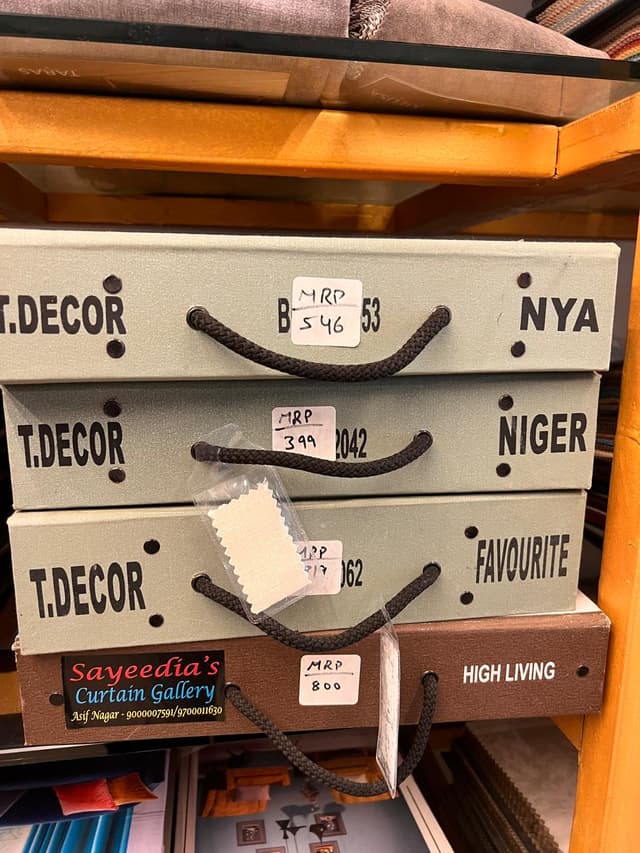 TARAS
T.DECOR
B
MRP
546
53
NYA
T.DECOR
MRP
399
2042
NIGER
T.DECOR
062
FAVOURITE
Sayeedia's
Curtain Gallery
Asif Nagar - 9000007591/9700011630
MRP
800
HIGH LIVING